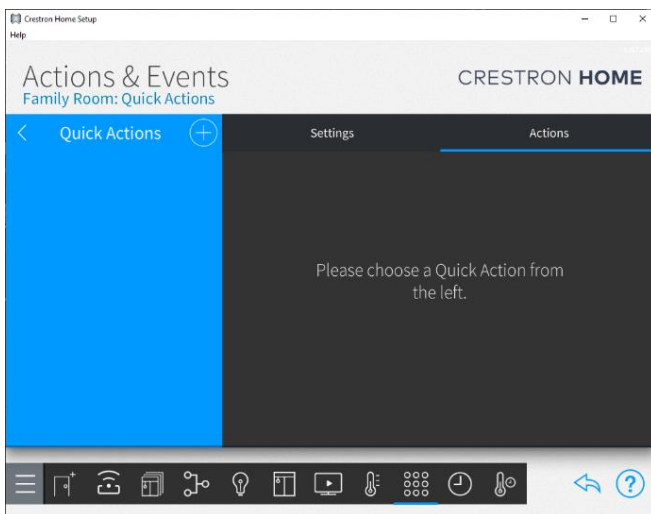 Crestron Home Setup
Help
Actions & Events
CRESTRON HOME
Family Room: Quick Actions
Quick Actions
Settings
Actions
Please choose a Quick Action from
the left.
?